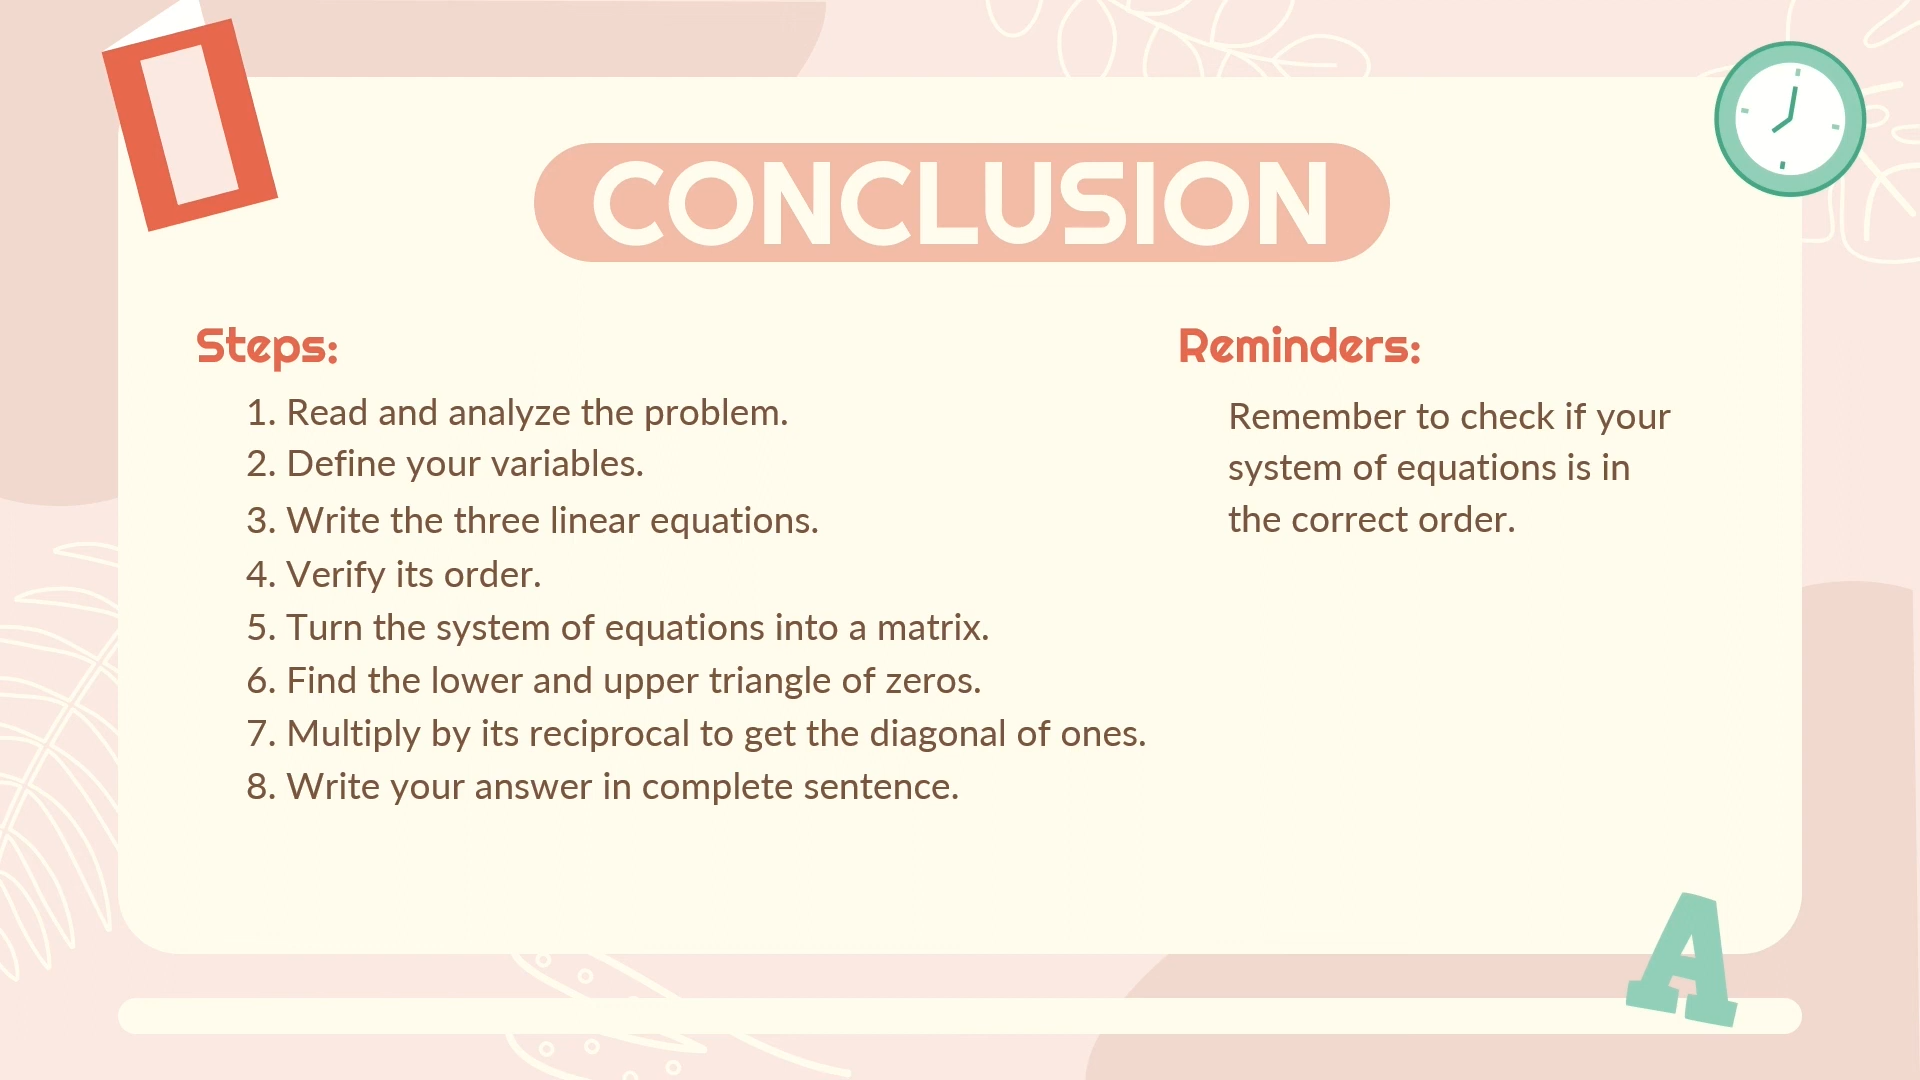 CONCLUSION
Steps:
1. Read and analyze the problem.
2. Define your variables.
3. Write the three linear equations.
4. Verify its order.
5. Turn the system of equations into a matrix.
6. Find the lower and upper triangle of zeros.
7. Multiply by its reciprocal to get the diagonal of ones.
8. Write your answer in complete sentence.
Reminders:
Remember to check if your
system of equations is in
the correct order.
A